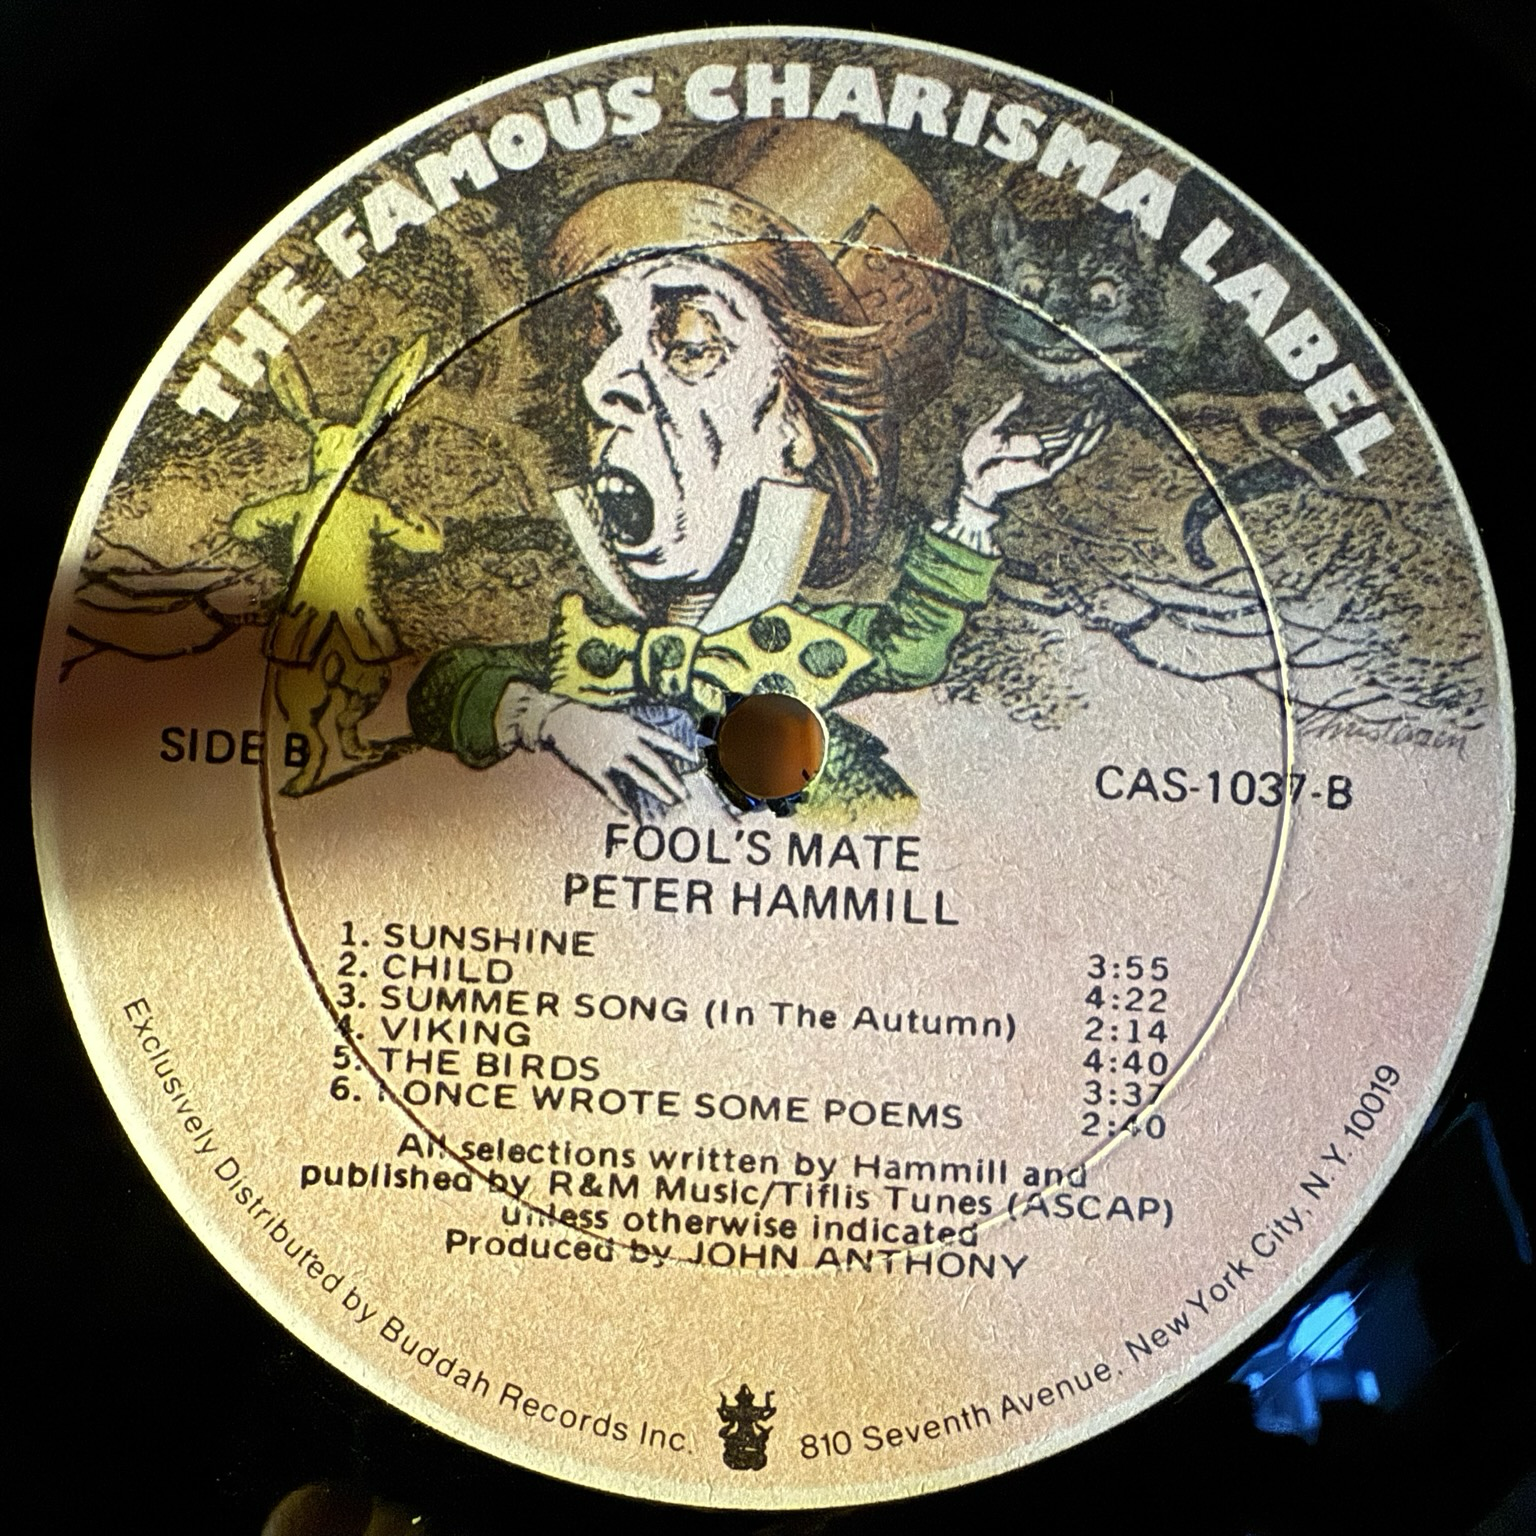 THE FAMOUS CHARISMA LABEL
SIDE B
CAS-1037-B
FOOL'S MATE
PETER HAMMILL
1. SUNSHINE 3:55
2. CHILD 4:22
3. SUMMER SONG (In The Autumn) 2:14
4. VIKING 4:40
5. THE BIRDS 3:37
6. I ONCE WROTE SOME POEMS 2:40
All selections written by Hammill and
published by R&M Music/Tiflis Tunes (ASCAP)
unless otherwise indicated
Produced by JOHN ANTHONY
Exclusively Distributed by Buddah Records Inc. 810 Seventh Avenue, New York City, N.Y. 10019